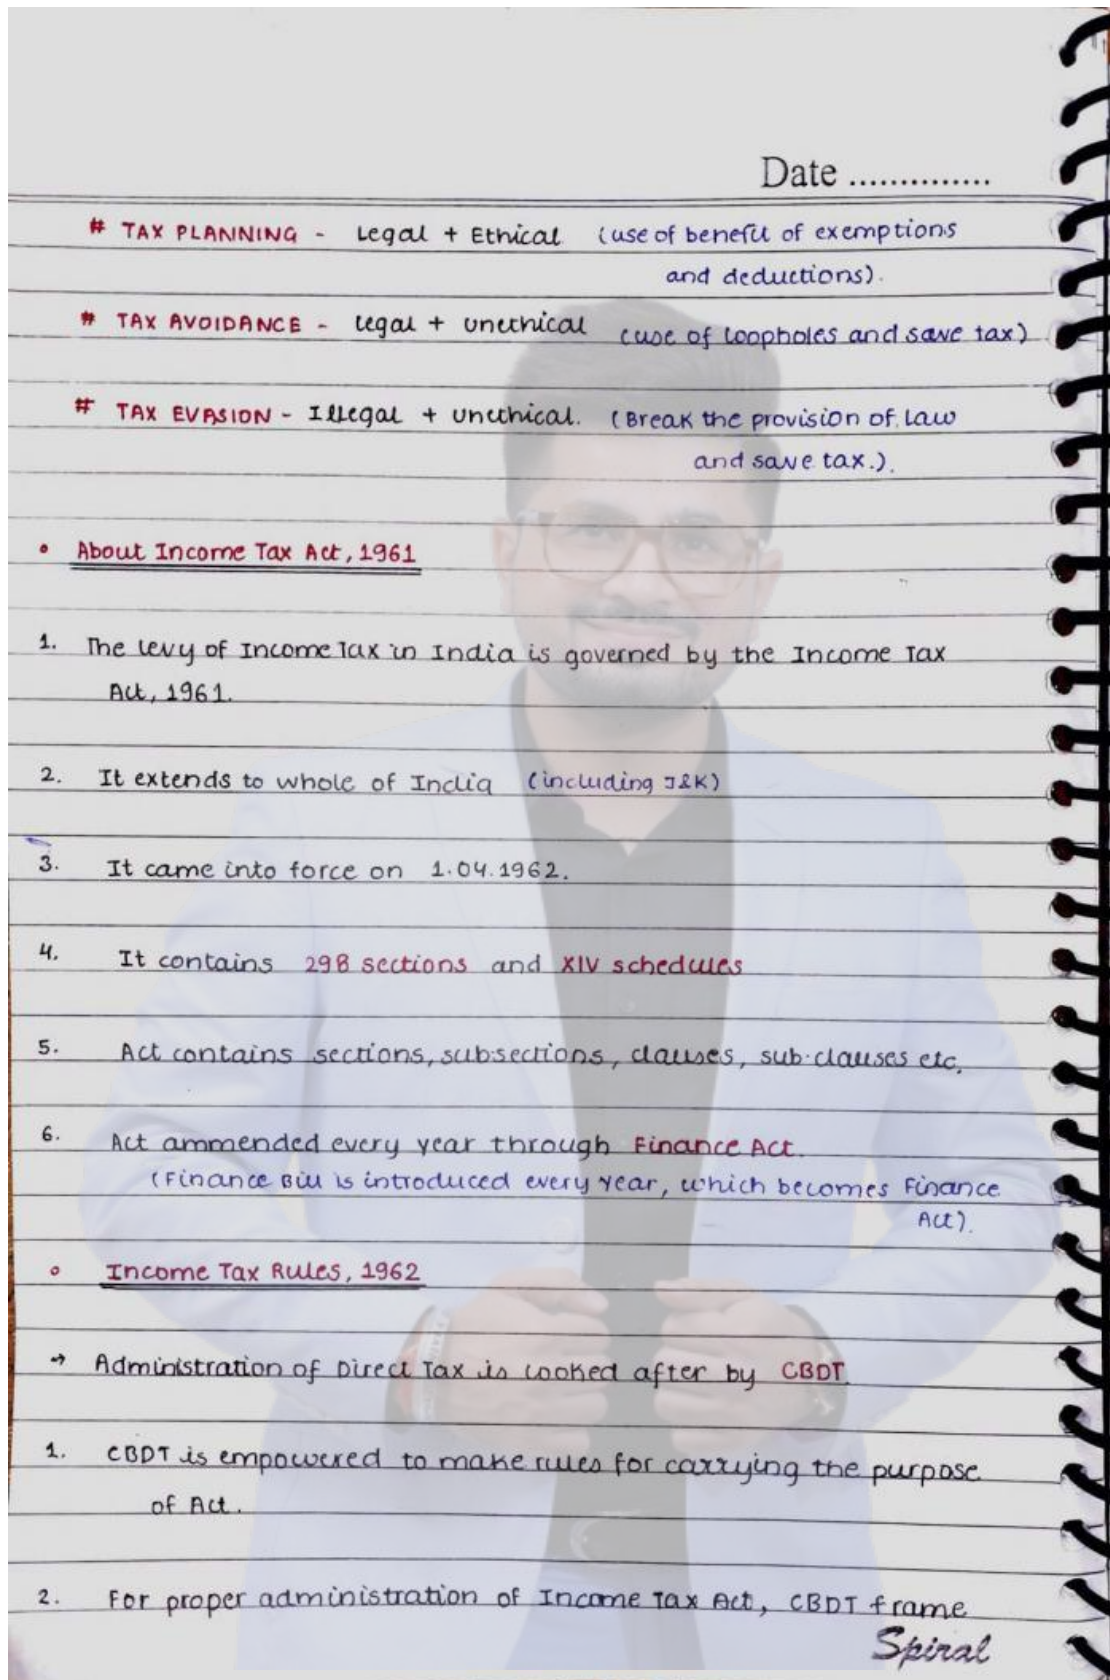 Date ..............
# TAX PLANNING - Legal + Ethical (use of benefit of exemptions
and deductions).
# TAX AVOIDANCE - Legal + unethical (use of loopholes and save tax)
# TAX EVASION - Illegal + unethical. (Break the provision of Law
and save tax.).
• About Income Tax Act, 1961
1. The levy of Income Tax in India is governed by the Income Tax
Act, 1961.
2. It extends to whole of India (including J&K)
3. It came into force on 1.04.1962.
4. It contains 298 sections and XIV schedules
5. Act contains sections, subsections, clauses, sub-clauses etc.
6. Act ammended every year through Finance Act.
(Finance Bill is introduced every year, which becomes Finance
Act).
• Income Tax Rules, 1962
→ Administration of Direct Tax is looked after by CBDT.
1. CBDT is empowered to make rules for carrying the purpose
of Act.
2. For proper administration of Income Tax Act, CBDT frame
Spiral